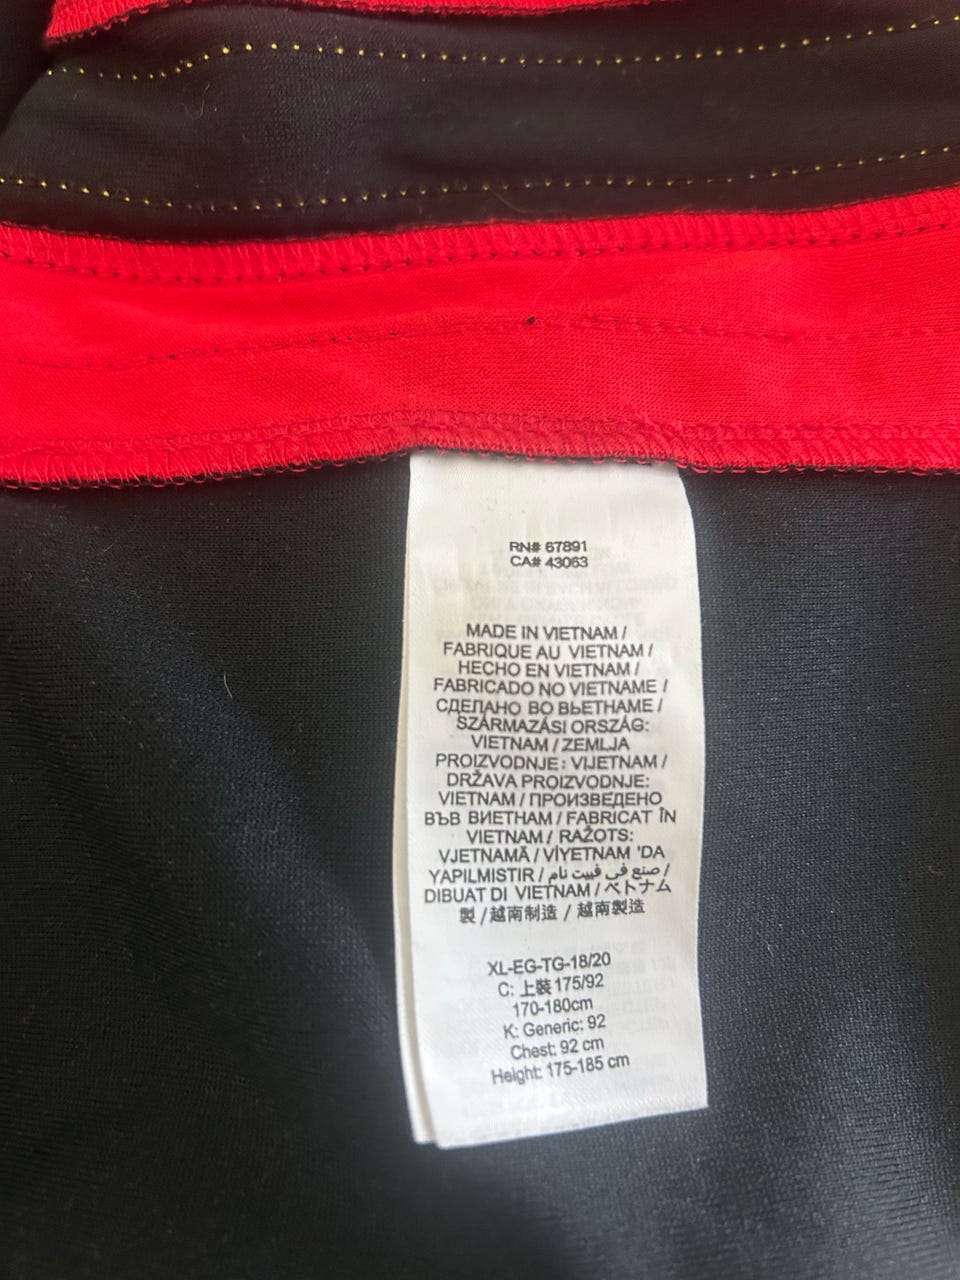 RN# 67891
CA# 43063
MADE IN VIETNAM /
FABRIQUE AU VIETNAM /
HECHO EN VIETNAM /
FABRICADO NO VIETNAME /
СДЕЛАНО ВО ВЬЕТНАМЕ /
SZÁRMAZÁSI ORSZÁG:
VIETNAM / ZEMLJA
PROIZVODNJE: VIJETNAM /
DRŽAVA PROIZVODNJE:
VIETNAM / ПРОИЗВЕДЕНО
ВЪВ ВИЕТНАМ / FABRICAT ÎN
VIETNAM / RAŽOTS:
VJETNAMĀ / VİYETNAM 'DA
YAPILMISTIR / صنع في فييت نام /
DIBUAT DI VIETNAM / ベトナム
製 / 越南制造 / 越南製造
XL-EG-TG-18/20
C: 上裝 175/92
170-180cm
K: Generic: 92
Chest: 92 cm
Height: 175-185 cm